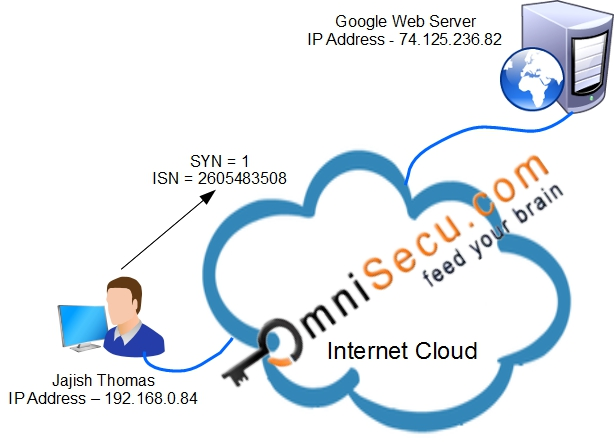 Google Web Server
IP Address - 74.125.236.82
SYN = 1
ISN = 2605483508
OmniSecu.com
feed your brain
Internet Cloud
Jajish Thomas
IP Address – 192.168.0.84